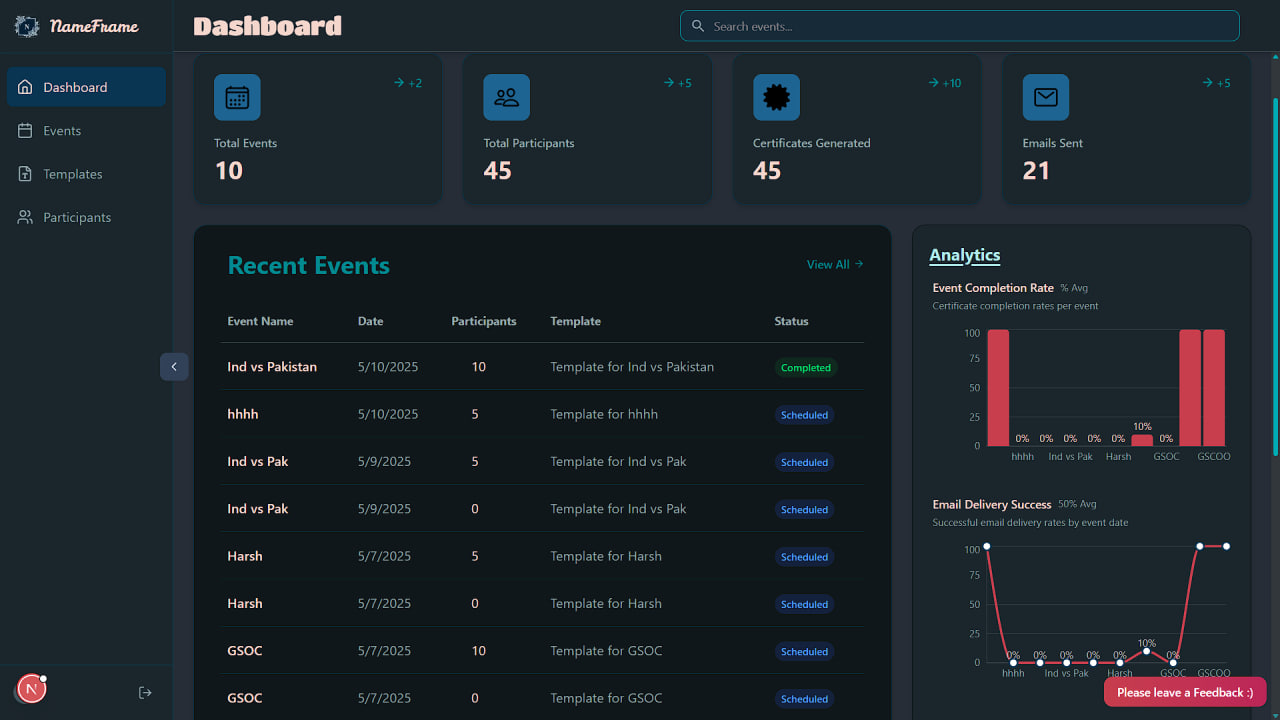 NameFrame
Dashboard
Search events...
Dashboard
Events
Templates
Participants
N
+2
Total Events
10
+5
Total Participants
45
+10
Certificates Generated
45
+5
Emails Sent
21
Recent Events
View All
Event Name Date Participants Template Status
Ind vs Pakistan 5/10/2025 10 Template for Ind vs Pakistan Completed
hhhh 5/10/2025 5 Template for hhhh Scheduled
Ind vs Pak 5/9/2025 5 Template for Ind vs Pak Scheduled
Ind vs Pak 5/9/2025 0 Template for Ind vs Pak Scheduled
Harsh 5/7/2025 5 Template for Harsh Scheduled
Harsh 5/7/2025 0 Template for Harsh Scheduled
GSOC 5/7/2025 10 Template for GSOC Scheduled
GSOC 5/7/2025 0 Template for GSOC Scheduled
Analytics
Event Completion Rate % Avg
Certificate completion rates per event
100
75
50
25
0
0% 0% 0% 0% 0% 10% 0%
hhhh Ind vs Pak Harsh GSOC GSCOO
Email Delivery Success 50% Avg
Successful email delivery rates by event date
100
75
50
25
0
0% 0% 0% 0% 0% 10% 0%
hhhh Ind vs Pak Harsh GSOC GSCOO
Please leave a Feedback :)